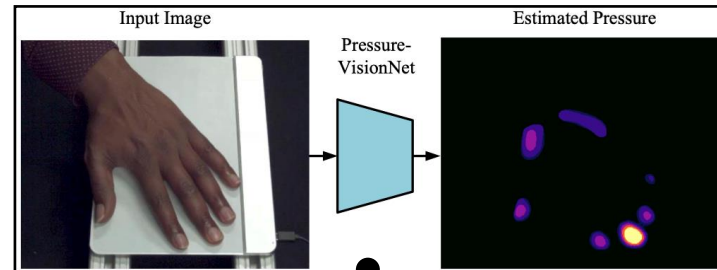 Input Image
Pressure-
VisionNet
Estimated Pressure